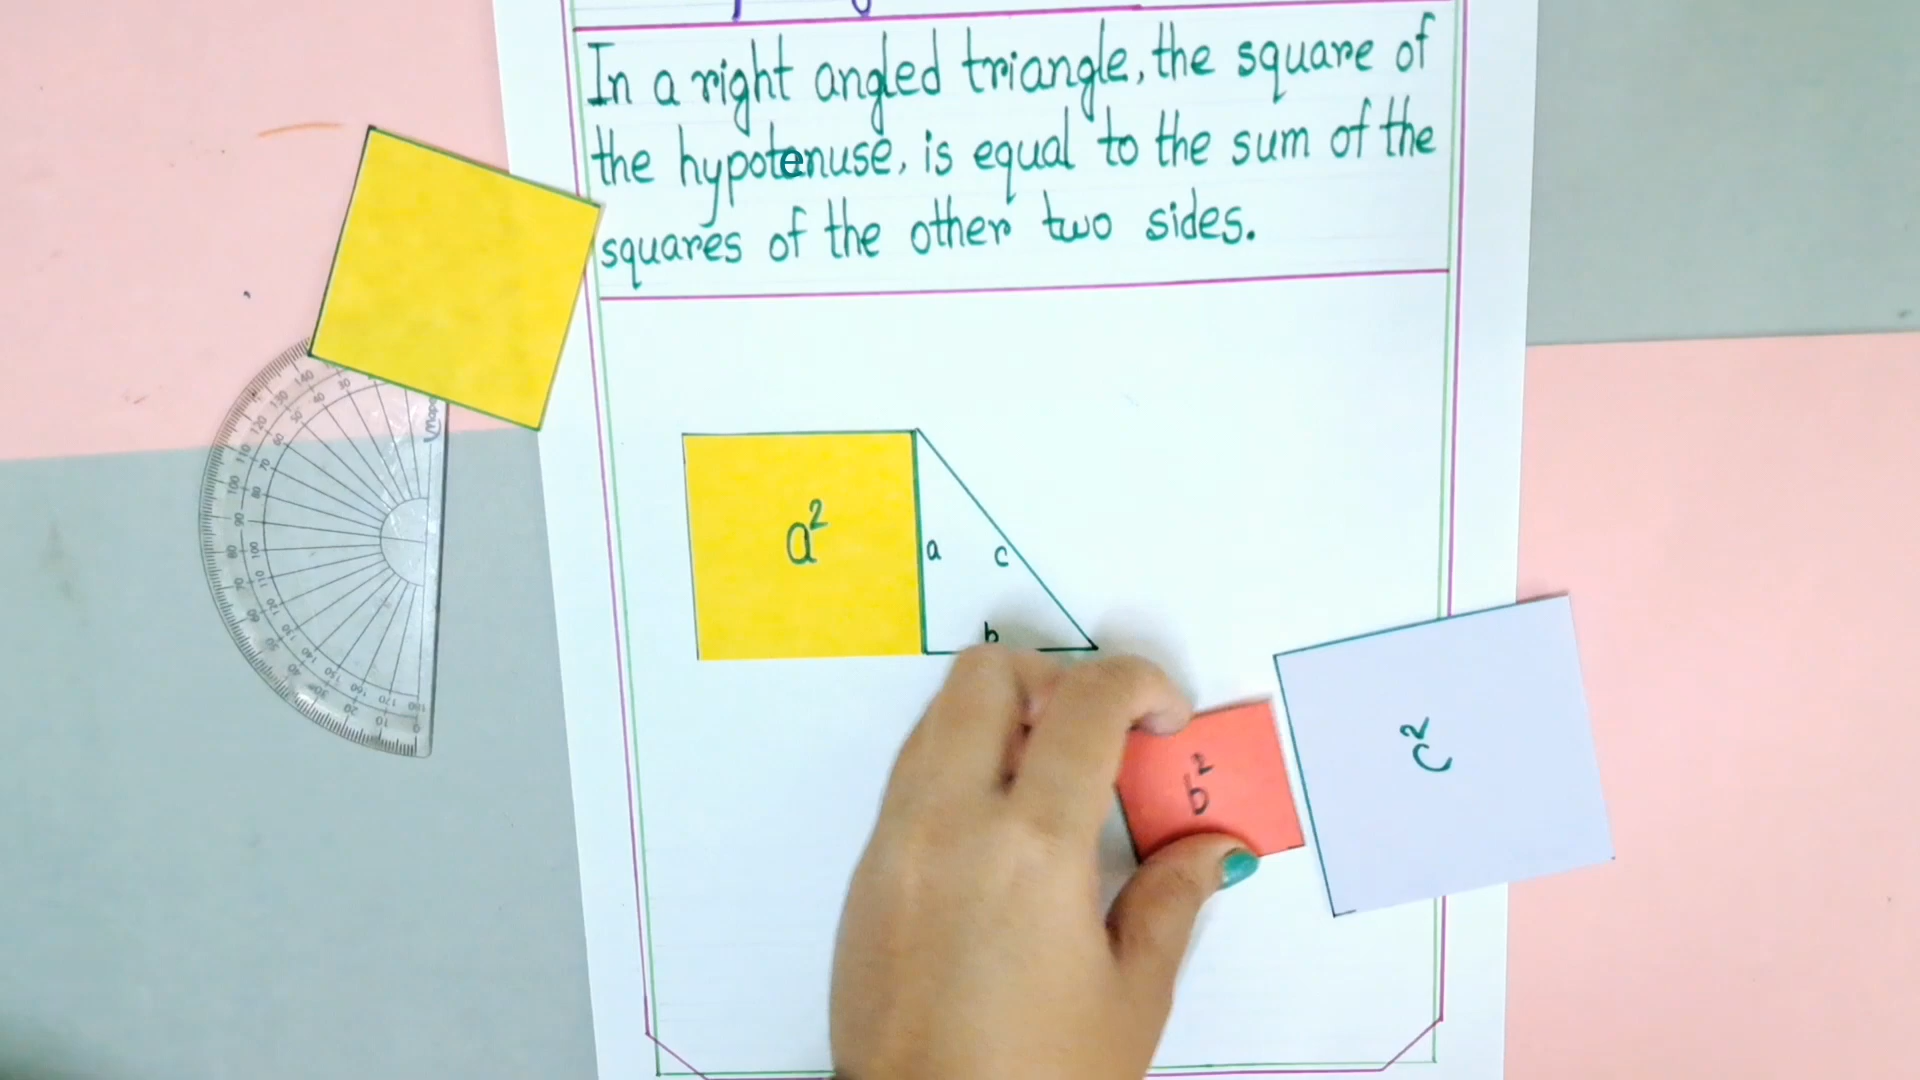 In a right angled triangle, the square of
the hypotenuse, is equal to the sum of the
squares of the other two sides.
a²
a
c
b
b²
c²